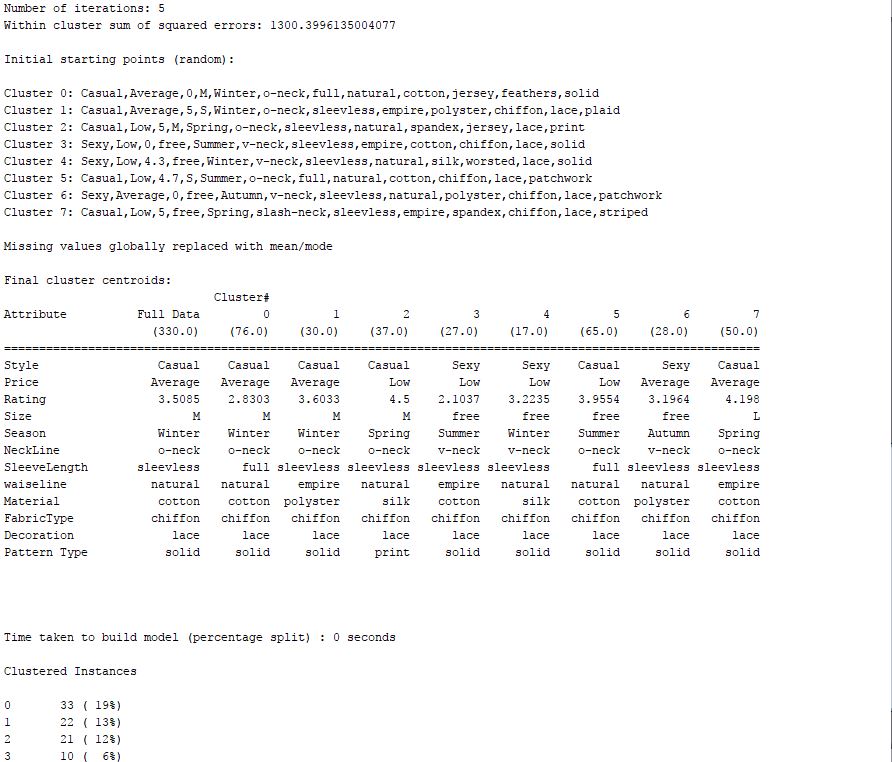 Number of iterations: 5
Within cluster sum of squared errors: 1300.3996135004077
Initial starting points (random):
Cluster 0: Casual,Average,0,M,Winter,o-neck,full,natural,cotton,jersey,feathers,solid
Cluster 1: Casual,Average,5,S,Winter,o-neck,sleevless,empire,polyster,chiffon,lace,plaid
Cluster 2: Casual,Low,5,M,Spring,o-neck,sleevless,natural,spandex,jersey,lace,print
Cluster 3: Sexy,Low,0,free,Summer,v-neck,sleevless,empire,cotton,chiffon,lace,solid
Cluster 4: Sexy,Low,4.3,free,Winter,v-neck,sleevless,natural,silk,worsted,lace,solid
Cluster 5: Casual,Low,4.7,S,Summer,o-neck,full,natural,cotton,chiffon,lace,patchwork
Cluster 6: Sexy,Average,0,free,Autumn,v-neck,sleevless,natural,polyster,chiffon,lace,patchwork
Cluster 7: Casual,Low,5,free,Spring,slash-neck,sleevless,empire,spandex,chiffon,lace,striped
Missing values globally replaced with mean/mode
Final cluster centroids:
Cluster#
Attribute Full Data 0 1 2 3 4 5 6 7
(330.0) (76.0) (30.0) (37.0) (27.0) (17.0) (65.0) (28.0) (50.0)
============================================================================================================
Style Casual Casual Casual Casual Sexy Sexy Casual Sexy Casual
Price Average Average Average Low Low Low Low Average Average
Rating 3.5085 2.8303 3.6033 4.5 2.1037 3.2235 3.9554 3.1964 4.198
Size M M M M free free free free L
Season Winter Winter Winter Spring Summer Winter Summer Autumn Spring
NeckLine o-neck o-neck o-neck o-neck v-neck v-neck o-neck v-neck o-neck
SleeveLength sleevless full sleevless sleevless sleevless sleevless full sleevless sleevless
waiseline natural natural empire natural empire natural natural natural empire
Material cotton cotton polyster silk cotton silk cotton polyster cotton
FabricType chiffon chiffon chiffon chiffon chiffon chiffon chiffon chiffon chiffon
Decoration lace lace lace lace lace lace lace lace lace
Pattern Type solid solid solid print solid solid solid solid solid
Time taken to build model (percentage split) : 0 seconds
Clustered Instances
0 33 ( 19%)
1 22 ( 13%)
2 21 ( 12%)
3 10 ( 6%)